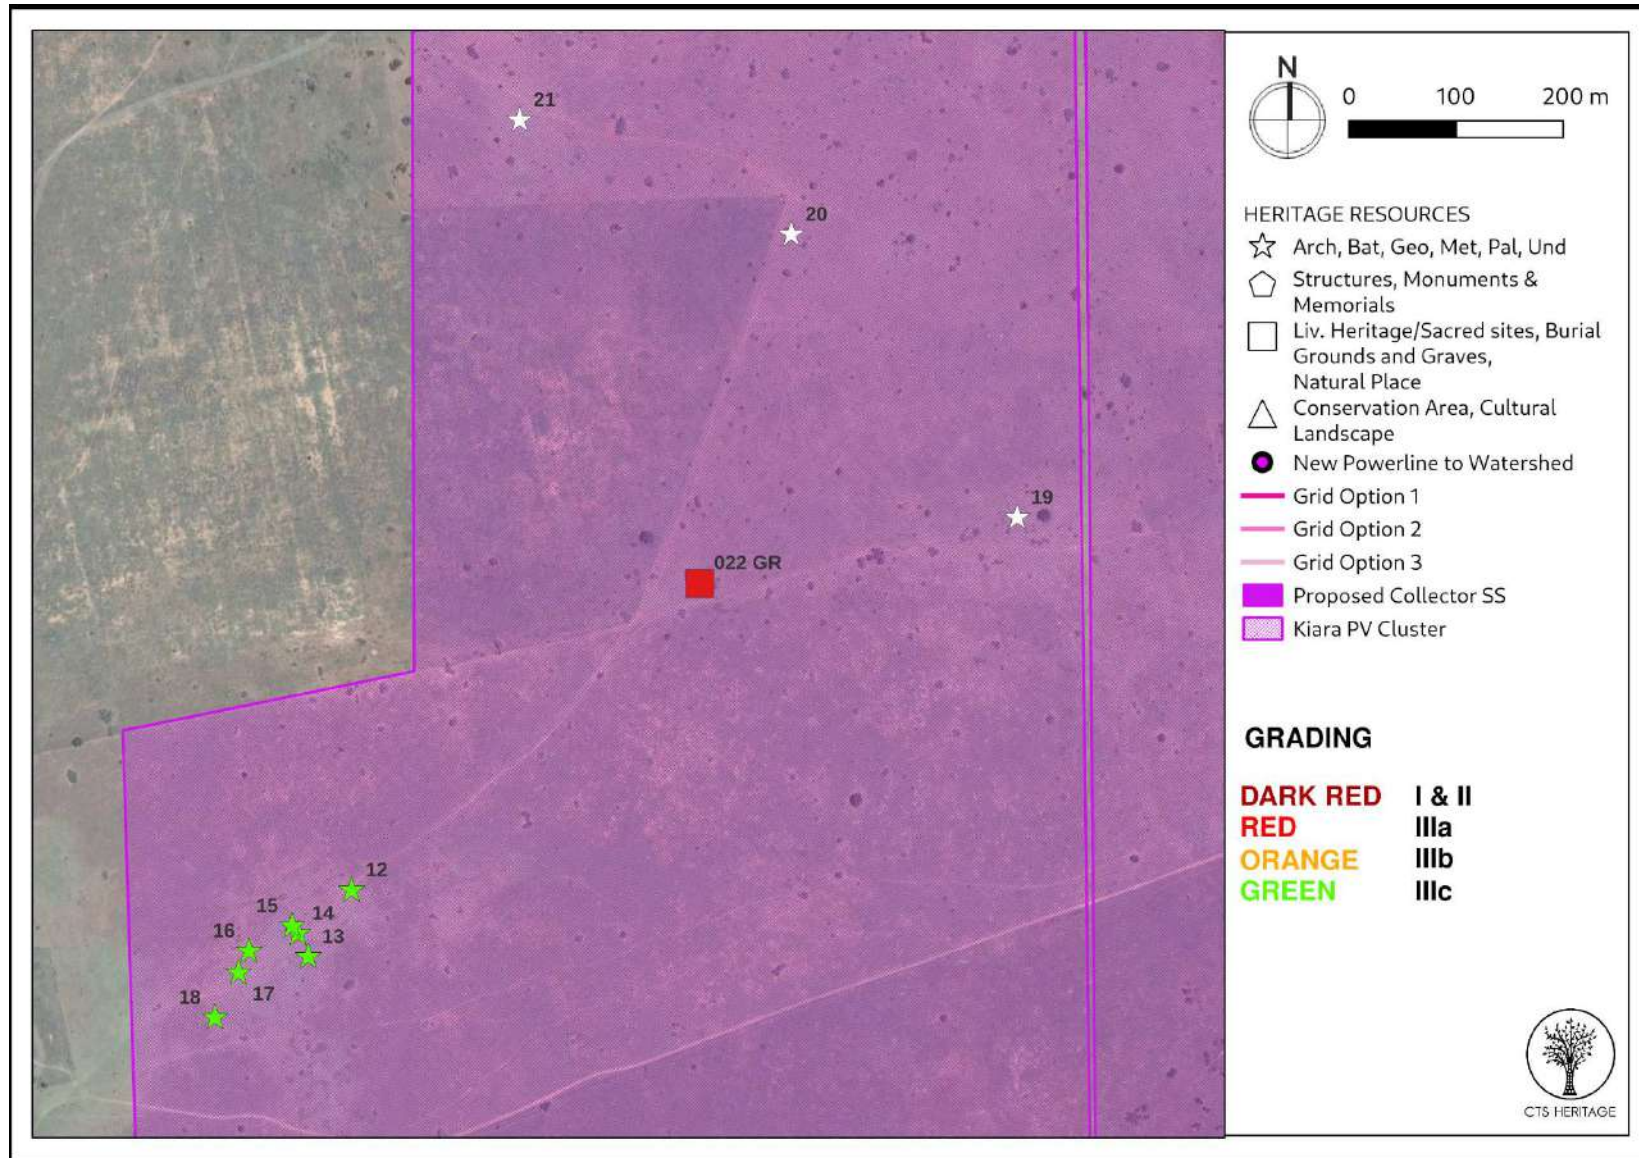 21
20
19
022 GR
12
15
14
16
13
17
18
N
0 100 200 m
HERITAGE RESOURCES
Arch, Bat, Geo, Met, Pal, Und
Structures, Monuments &
Memorials
Liv. Heritage/Sacred sites, Burial
Grounds and Graves,
Natural Place
Conservation Area, Cultural
Landscape
New Powerline to Watershed
Grid Option 1
Grid Option 2
Grid Option 3
Proposed Collector SS
Kiara PV Cluster
GRADING
DARK RED I & II
RED IIIa
ORANGE IIIb
GREEN IIIc
CTS HERITAGE